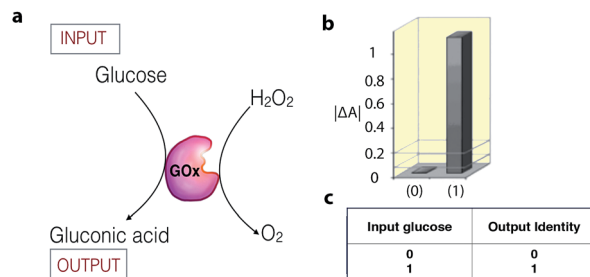 a
INPUT
Glucose
H2O2
GOx
Gluconic acid
O2
OUTPUT
b
1
0.8
0.6
|ΔA|
0.4
0.2
0
(0) (1)
c
Input glucose Output Identity
0 0
1 1